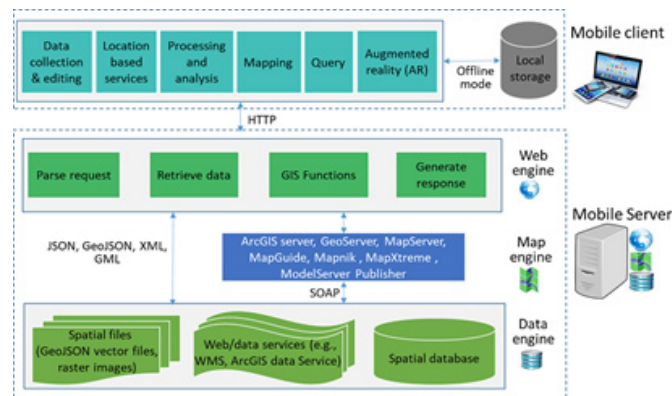 Data
collection
& editing
Location
based
services
Processing
and
analysis
Mapping
Query
Augmented
reality (AR)
Offline
mode
Local
storage
Mobile client
HTTP
Parse request
Retrieve data
GIS Functions
Generate
response
Web
engine
JSON, GeoJSON, XML,
GML
ArcGIS server, GeoServer, MapServer,
MapGuide, Mapnik , MapXtreme ,
ModelServer Publisher
Map
engine
Mobile Server
SOAP
Spatial files
(GeoJSON vector files,
raster images)
Web/data services (e.g.,
WMS, ArcGIS data Service)
Spatial database
Data
engine